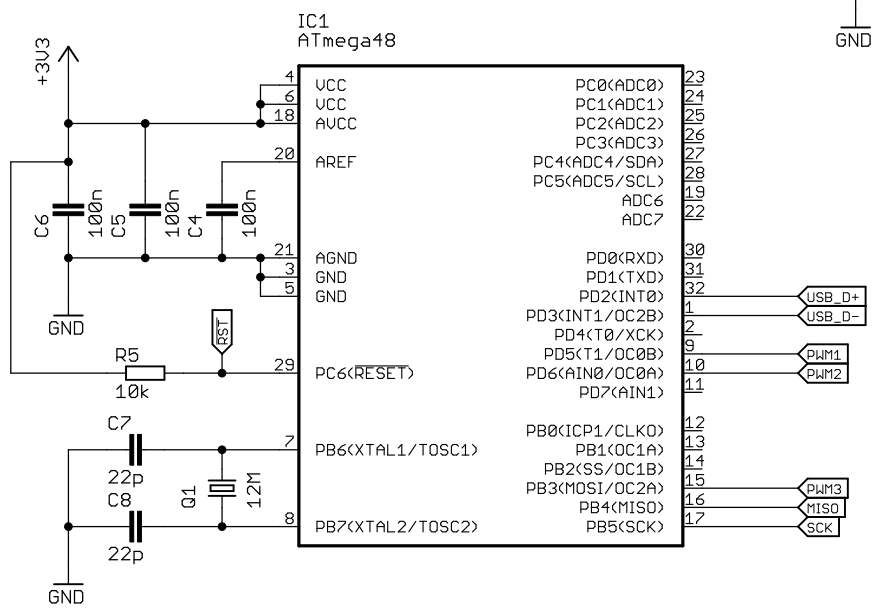 IC1
ATmega48
GND
+3V3
4 VCC
6 VCC
18 AVCC
20 AREF
C6 100n
C5 100n
C4 100n
21 AGND
3 GND
5 GND
GND
RST
R5
10k
29 PC6(RESET)
C7
22p
7 PB6(XTAL1/TOSC1)
Q1 12M
C8
22p
8 PB7(XTAL2/TOSC2)
GND
PC0(ADC0) 23
PC1(ADC1) 24
PC2(ADC2) 25
PC3(ADC3) 26
PC4(ADC4/SDA) 27
PC5(ADC5/SCL) 28
ADC6 19
ADC7 22
PD0(RXD) 30
PD1(TXD) 31
PD2(INT0) 32 USB_D+
PD3(INT1/OC2B) 1 USB_D-
PD4(T0/XCK) 2
PD5(T1/OC0B) 9 PWM1
PD6(AIN0/OC0A) 10 PWM2
PD7(AIN1) 11
PB0(ICP1/CLKO) 12
PB1(OC1A) 13
PB2(SS/OC1B) 14
PB3(MOSI/OC2A) 15 PWM3
PB4(MISO) 16 MISO
PB5(SCK) 17 SCK